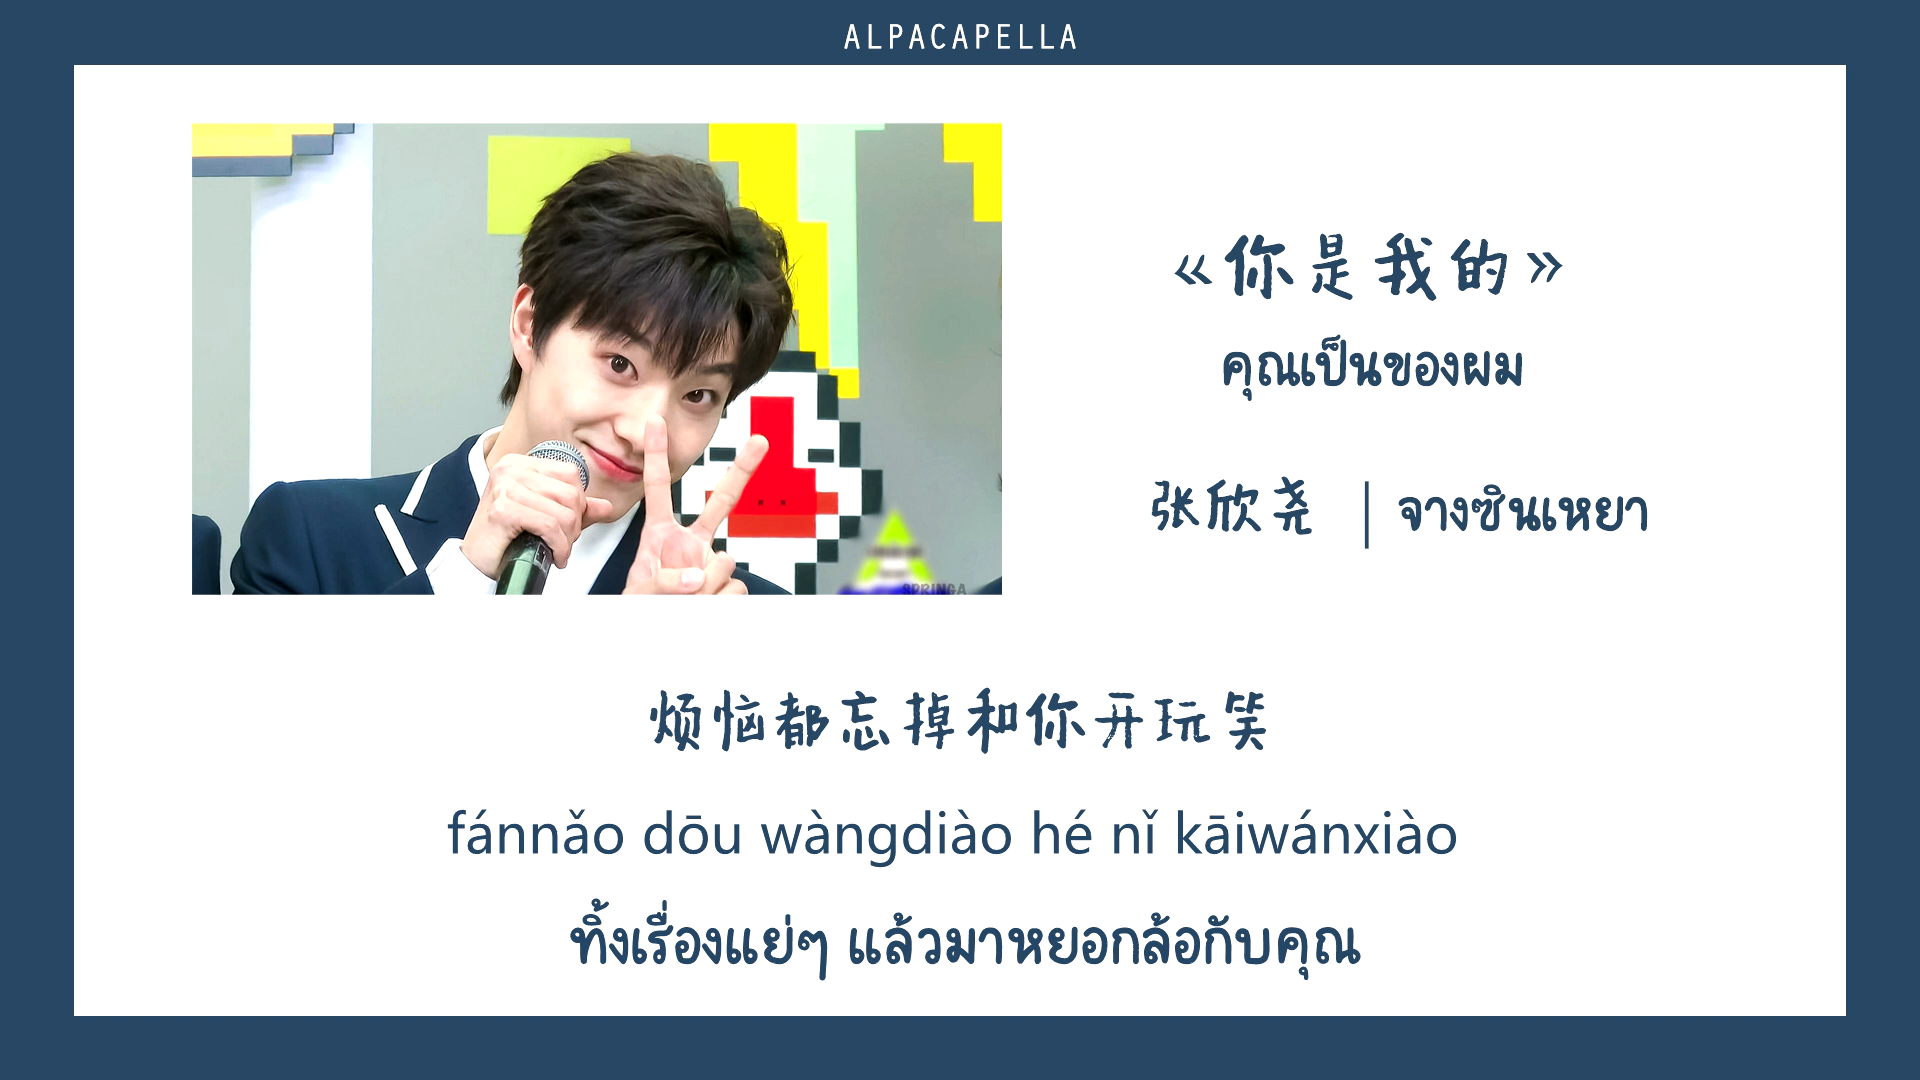 ALPACAPELLA
«你是我的»
คุณเป็นของผม
张欣尧 | จางซินเหยา
SPRINGA
烦恼都忘掉和你开玩笑
fánnǎo dōu wàngdiào hé nǐ kāiwánxiào
ทิ้งเรื่องแย่ๆ แล้วมาหยอกล้อกับคุณ